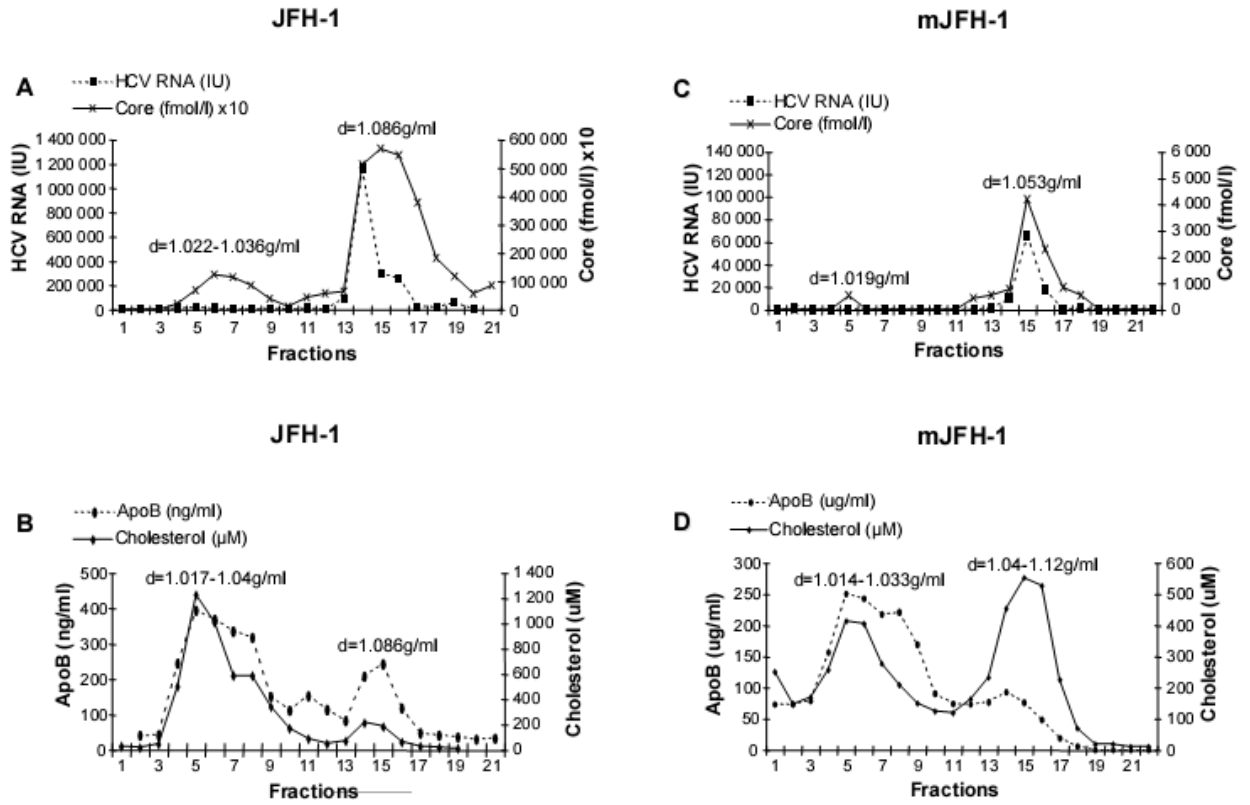 JFH-1
mJFH-1
A
HCV RNA (IU)
Core (fmol/l) x10
HCV RNA (IU)
1 400 000
1 200 000
1 000 000
800 000
600 000
400 000
200 000
0
d=1.086g/ml
d=1.022-1.036g/ml
600 000
500 000
400 000
300 000
200 000
100 000
0
Core (fmol/l) x10
1 3 5 7 9 11 13 15 17 19 21
Fractions
C
HCV RNA (IU)
Core (fmol/l)
HCV RNA (IU)
140 000
120 000
100 000
80 000
60 000
40 000
20 000
0
d=1.053g/ml
d=1.019g/ml
6 000
5 000
4 000
3 000
2 000
1 000
0
Core (fmol/l)
1 3 5 7 9 11 13 15 17 19 21
Fractions
JFH-1
mJFH-1
B
ApoB (ng/ml)
Cholesterol (µM)
ApoB (ng/ml)
500
400
300
200
100
0
d=1.017-1.04g/ml
d=1.086g/ml
1 400
1 200
1 000
800
600
400
200
0
Cholesterol (uM)
1 3 5 7 9 11 13 15 17 19 21
Fractions
D
ApoB (ug/ml)
Cholesterol (µM)
ApoB (ug/ml)
300
250
200
150
100
50
0
d=1.014-1.033g/ml
d=1.04-1.12g/ml
600
500
400
300
200
100
0
Cholesterol (uM)
1 3 5 7 9 11 13 15 17 19 21
Fractions